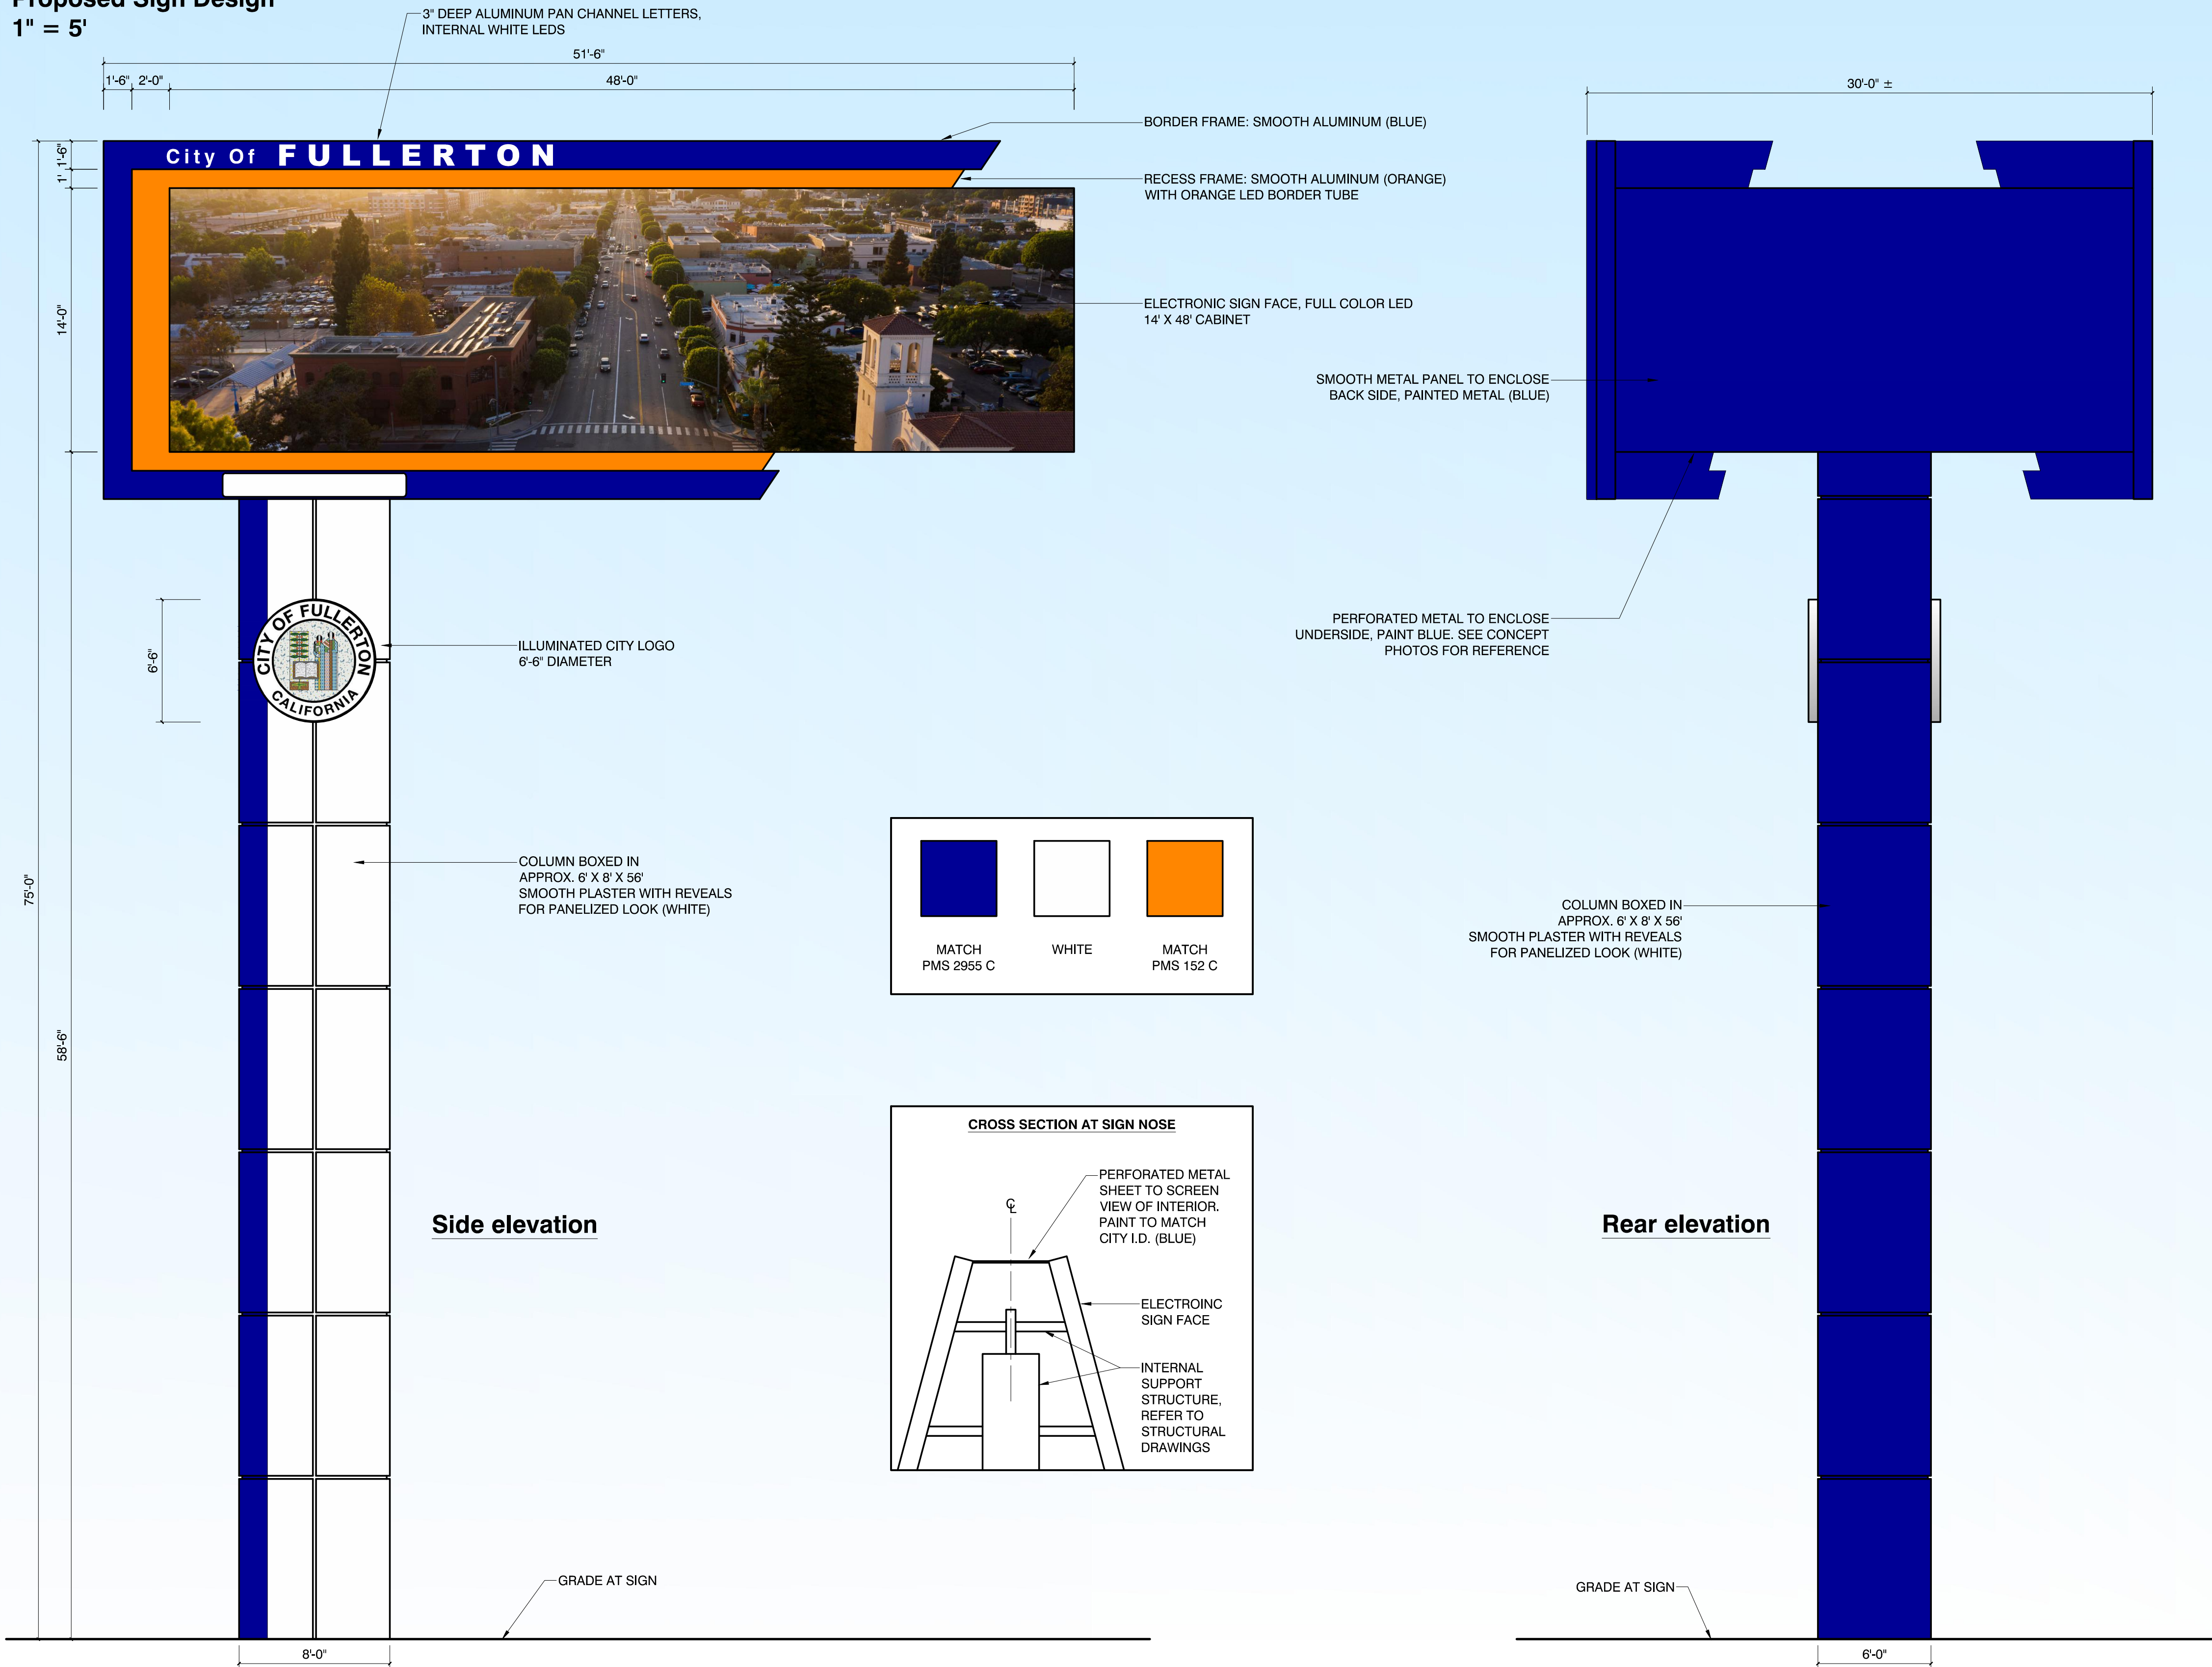 Proposed Sign Design
1" = 5'
3" DEEP ALUMINUM PAN CHANNEL LETTERS,
INTERNAL WHITE LEDS
51'-6"
1'-6"
2'-0"
48'-0"
BORDER FRAME: SMOOTH ALUMINUM (BLUE)
City Of FULLERTON
1'-6"
1'
RECESS FRAME: SMOOTH ALUMINUM (ORANGE)
WITH ORANGE LED BORDER TUBE
14'-0"
ELECTRONIC SIGN FACE, FULL COLOR LED
14' X 48' CABINET
6'-6"
CITY OF FULLERTON
CALIFORNIA
ILLUMINATED CITY LOGO
6'-6" DIAMETER
75'-0"
58'-6"
COLUMN BOXED IN
APPROX. 6' X 8' X 56'
SMOOTH PLASTER WITH REVEALS
FOR PANELIZED LOOK (WHITE)
Side elevation
GRADE AT SIGN
8'-0"
MATCH
PMS 2955 C
WHITE
MATCH
PMS 152 C
CROSS SECTION AT SIGN NOSE
PERFORATED METAL
SHEET TO SCREEN
VIEW OF INTERIOR.
PAINT TO MATCH
CITY I.D. (BLUE)
℄
ELECTROINC
SIGN FACE
INTERNAL
SUPPORT
STRUCTURE,
REFER TO
STRUCTURAL
DRAWINGS
30'-0" ±
SMOOTH METAL PANEL TO ENCLOSE
BACK SIDE, PAINTED METAL (BLUE)
PERFORATED METAL TO ENCLOSE
UNDERSIDE, PAINT BLUE. SEE CONCEPT
PHOTOS FOR REFERENCE
COLUMN BOXED IN
APPROX. 6' X 8' X 56'
SMOOTH PLASTER WITH REVEALS
FOR PANELIZED LOOK (WHITE)
Rear elevation
GRADE AT SIGN
6'-0"